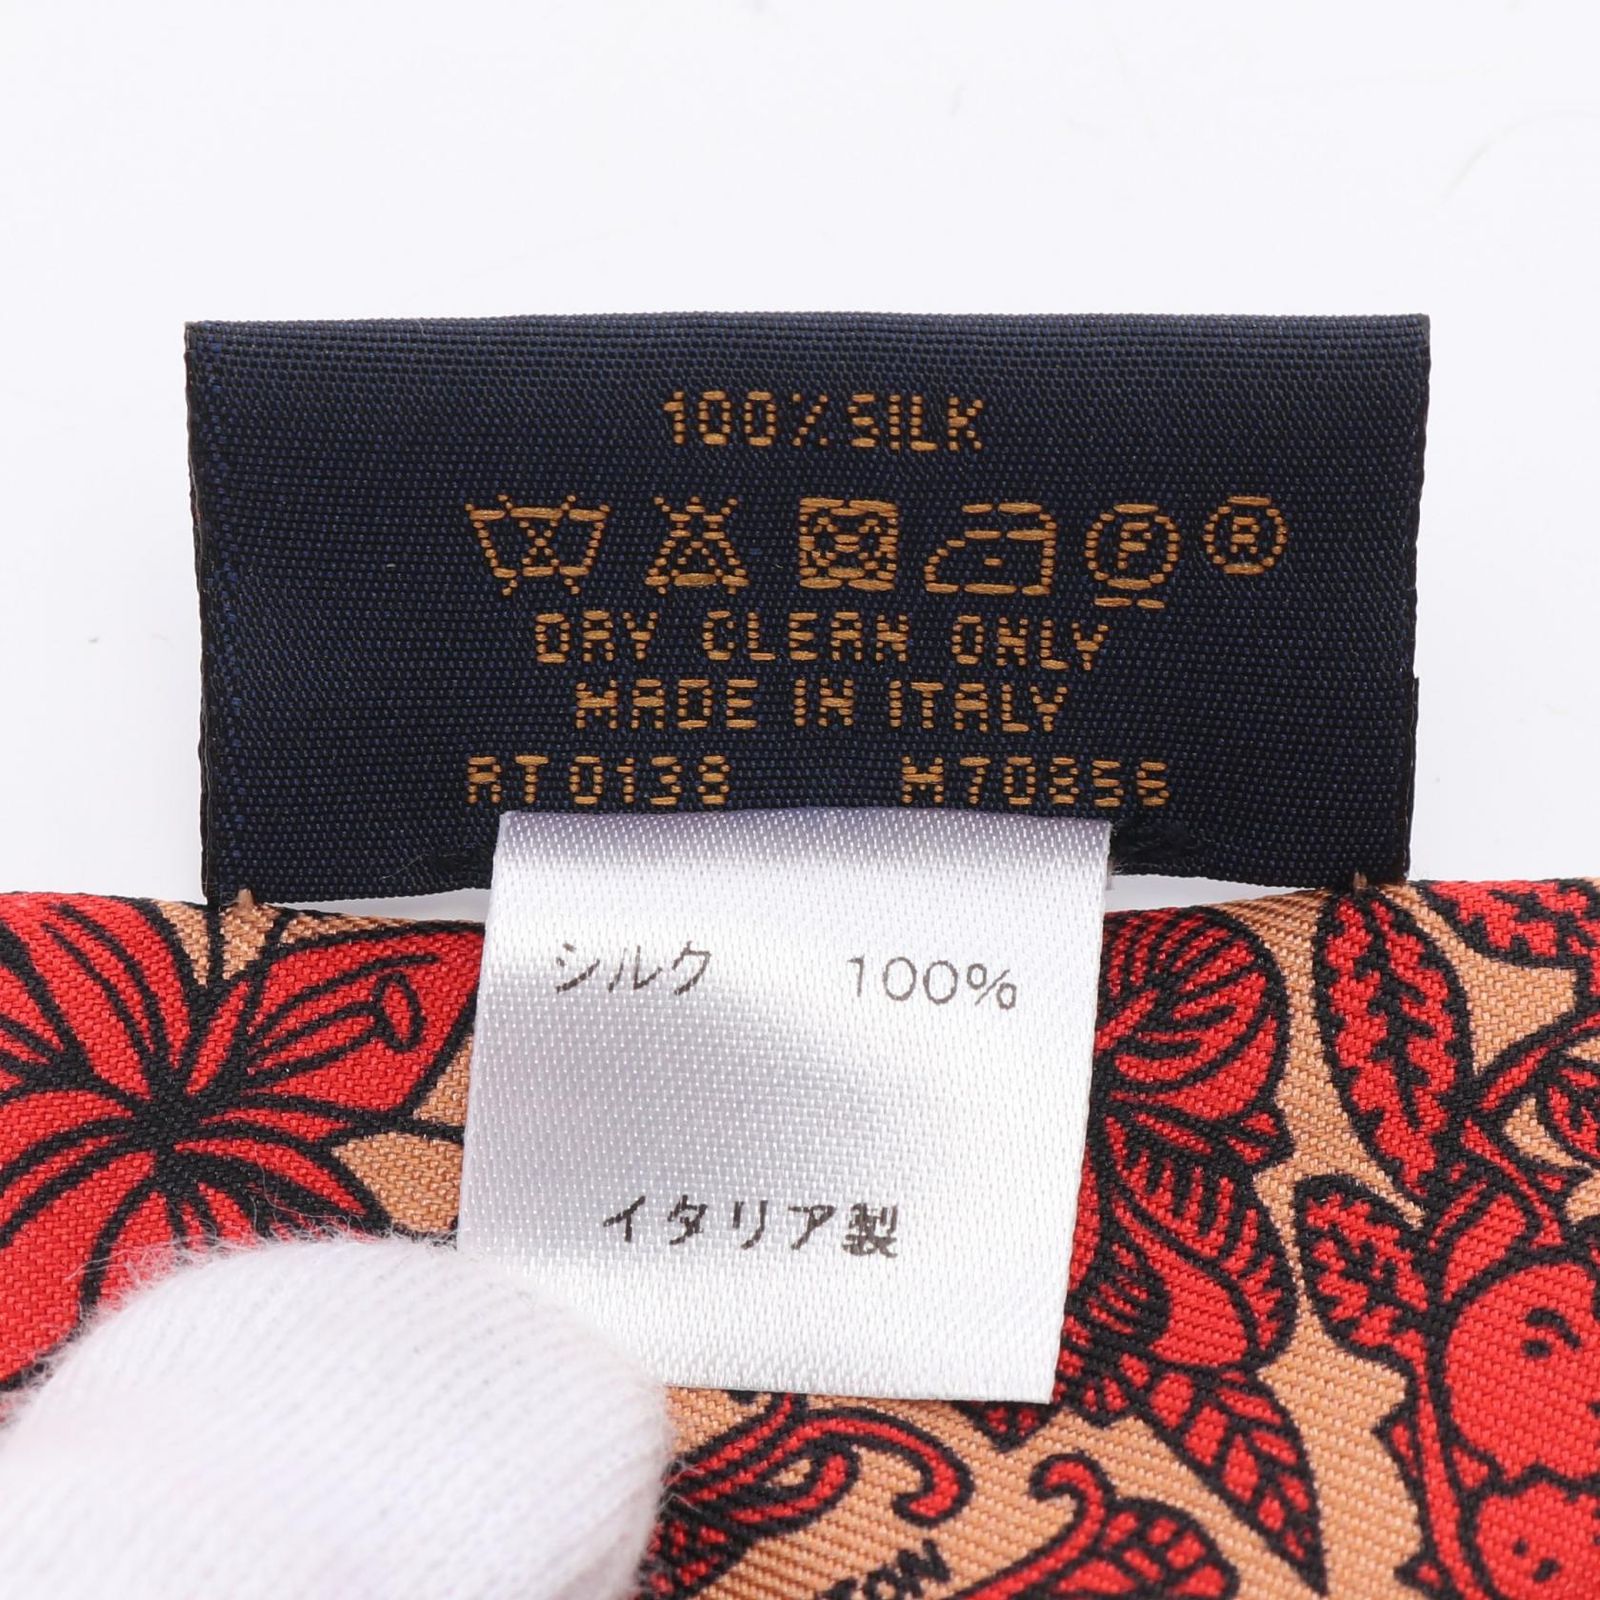 100% SILK
F R
DRY CLEAN ONLY
MADE IN ITALY
RT0138 M70856
シルク 100%
イタリア製